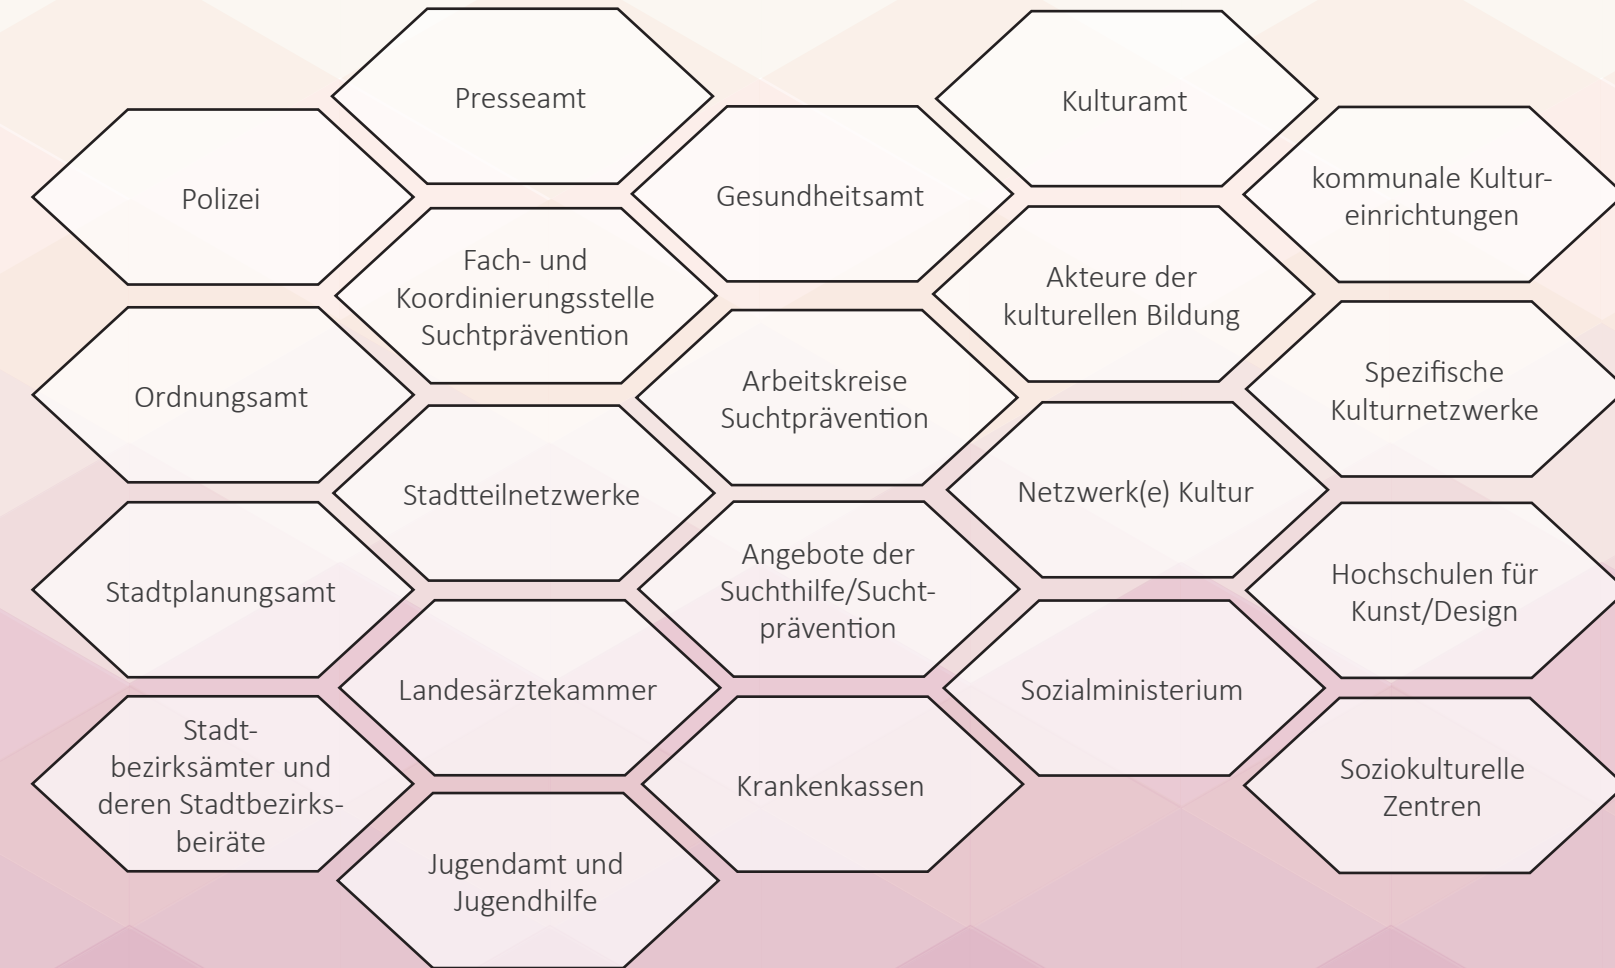 Presseamt
Kulturamt
Polizei
Gesundheitsamt
kommunale Kultur-
einrichtungen
Fach- und
Koordinierungsstelle
Suchtprävention
Akteure der
kulturellen Bildung
Ordnungsamt
Arbeitskreise
Suchtprävention
Spezifische
Kulturnetzwerke
Stadtteilnetzwerke
Netzwerk(e) Kultur
Stadtplanungsamt
Angebote der
Suchthilfe/Sucht-
prävention
Hochschulen für
Kunst/Design
Landesärztekammer
Sozialministerium
Stadt-
bezirksämter und
deren Stadtbezirks-
beiräte
Krankenkassen
Soziokulturelle
Zentren
Jugendamt und
Jugendhilfe